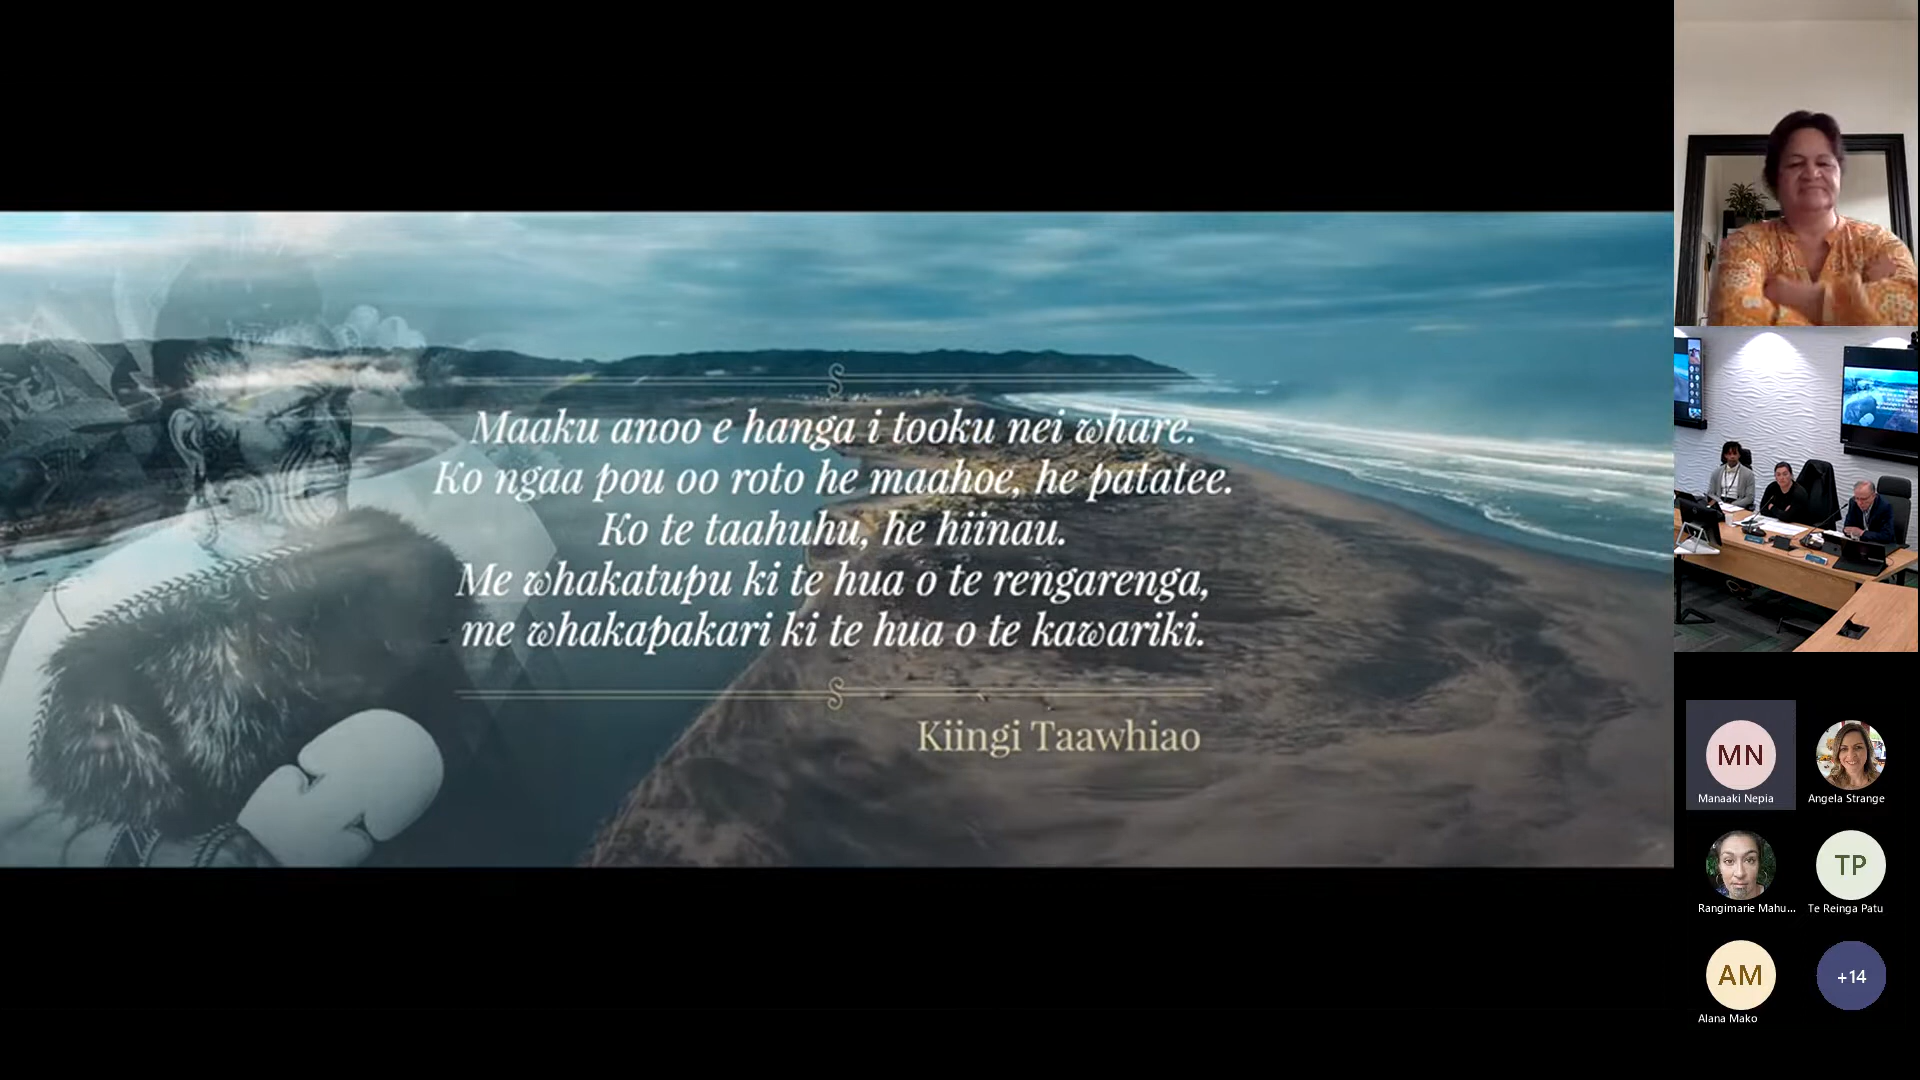 Maaku anoo e hanga i tooku nei whare.
Ko ngaa pou oo roto he maahoe, he patatee.
Ko te taahuhu, he hiinau.
Me whakatupu ki te hua o te rengarenga,
me whakapakari ki te hua o te kawariki.
Kiingi Taawhiao
MN
Manaaki Nepia
Angela Strange
Rangimarie Mahu...
TP
Te Reinga Patu
AM
Alana Mako
+14